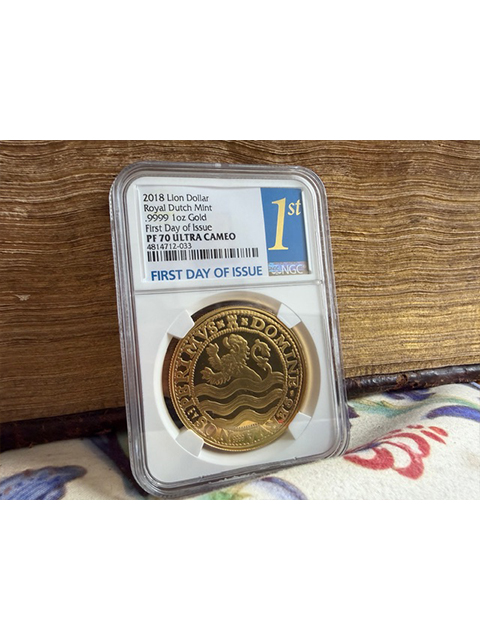 2018 Lion Dollar
Royal Dutch Mint
.9999 1oz Gold
First Day of Issue
PF 70 ULTRA CAMEO
4814712-033
FIRST DAY OF ISSUE
1st
NGC
DOMINE